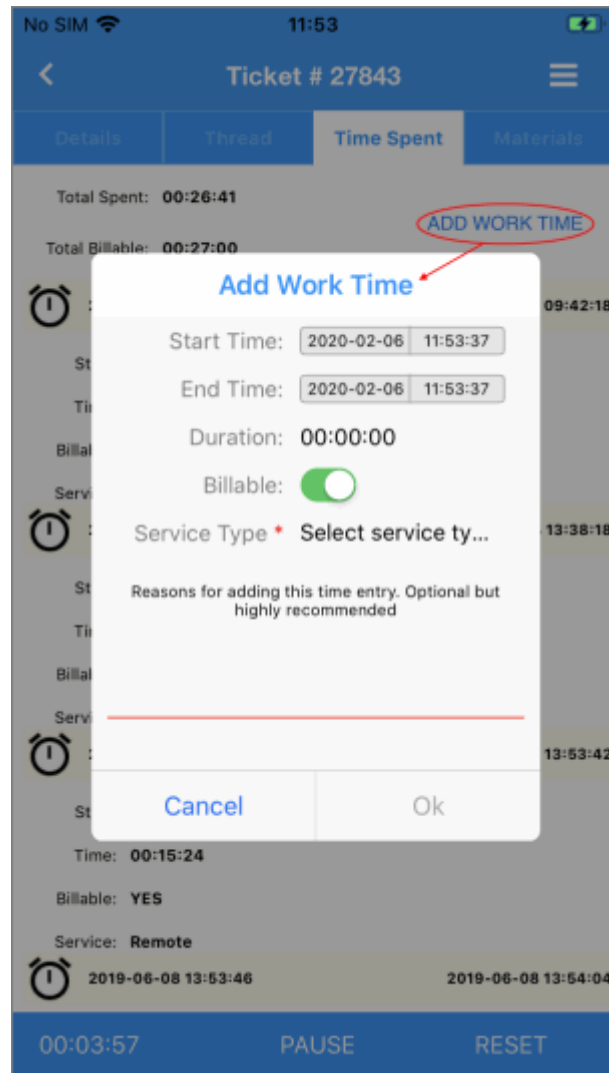 No SIM 11:53
Ticket # 27843
Details Thread Time Spent Materials
Total Spent: 00:26:41
ADD WORK TIME
Total Billable: 00:27:00
Add Work Time
09:42:18
Start Time: 2020-02-06 11:53:37
St
End Time: 2020-02-06 11:53:37
Duration: 00:00:00
Billable:
Service Type * Select service ty...
13:38:18
St
Reasons for adding this time entry. Optional but
highly recommended
13:53:42
St
Cancel Ok
Time: 00:15:24
Billable: YES
Service: Remote
2019-06-08 13:53:46 2019-06-08 13:54:04
00:03:57 PAUSE RESET